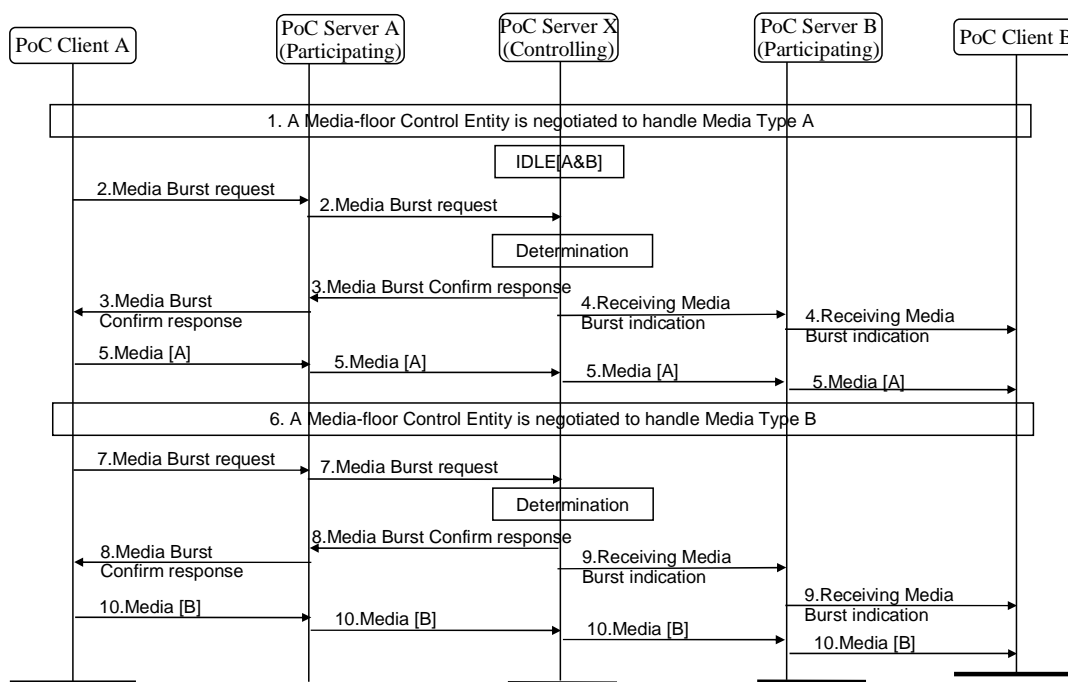 PoC Client A
PoC Server A
(Participating)
PoC Server X
(Controlling)
PoC Server B
(Participating)
PoC Client B
1. A Media-floor Control Entity is negotiated to handle Media Type A
IDLE[A&B]
2.Media Burst request
2.Media Burst request
Determination
3.Media Burst Confirm response
3.Media Burst
Confirm response
4.Receiving Media
Burst indication
4.Receiving Media
Burst indication
5.Media [A]
5.Media [A]
5.Media [A]
5.Media [A]
6. A Media-floor Control Entity is negotiated to handle Media Type B
7.Media Burst request
7.Media Burst request
Determination
8.Media Burst Confirm response
8.Media Burst
Confirm response
9.Receiving Media
Burst indication
9.Receiving Media
Burst indication
10.Media [B]
10.Media [B]
10.Media [B]
10.Media [B]